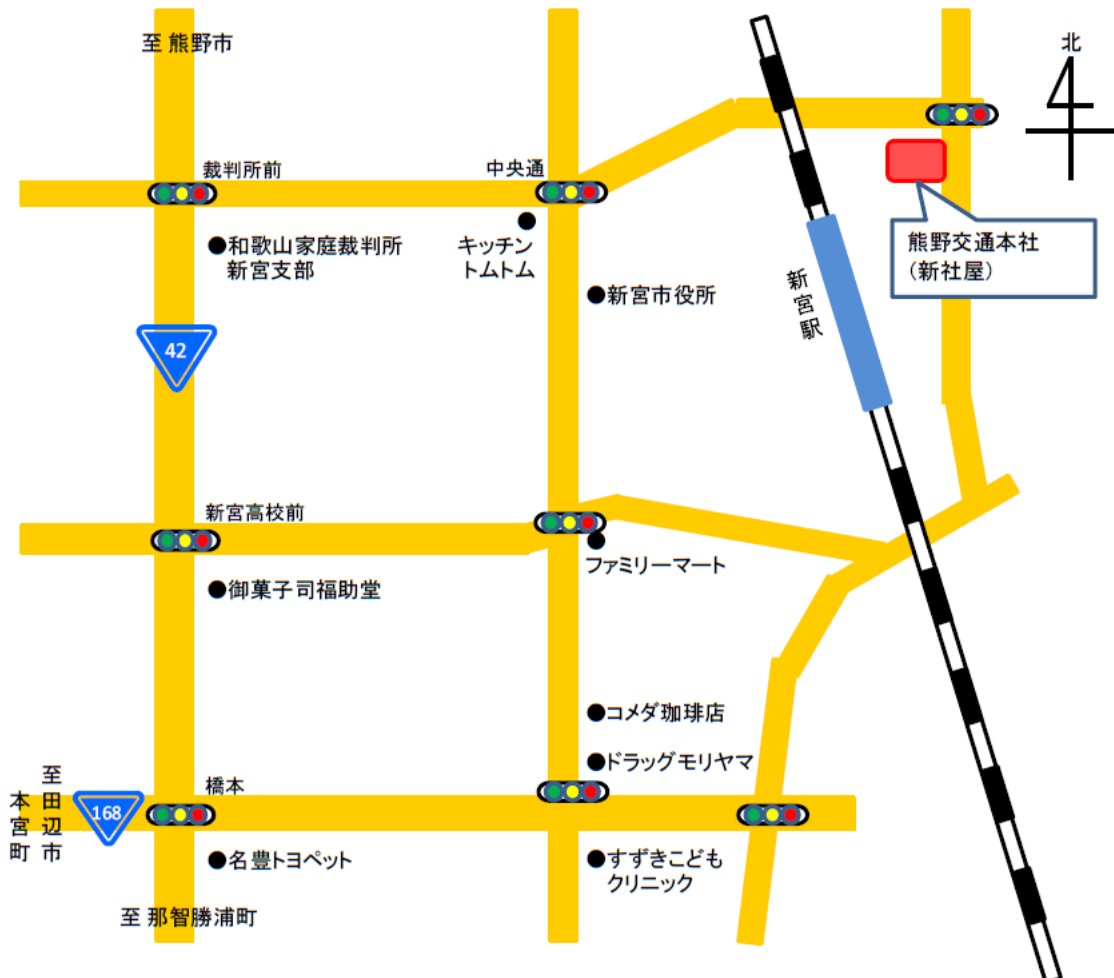 至 熊野市
北
裁判所前
中央通
●和歌山家庭裁判所
新宮支部
キッチン
トムトム
熊野交通本社
(新社屋)
●新宮市役所
新宮駅
42
新宮高校前
ファミリーマート
●御菓子司福助堂
●コメダ珈琲店
●ドラッグモリヤマ
至田辺市
本宮町
168
橋本
●名豊トヨペット
●すずきこども
クリニック
至 那智勝浦町